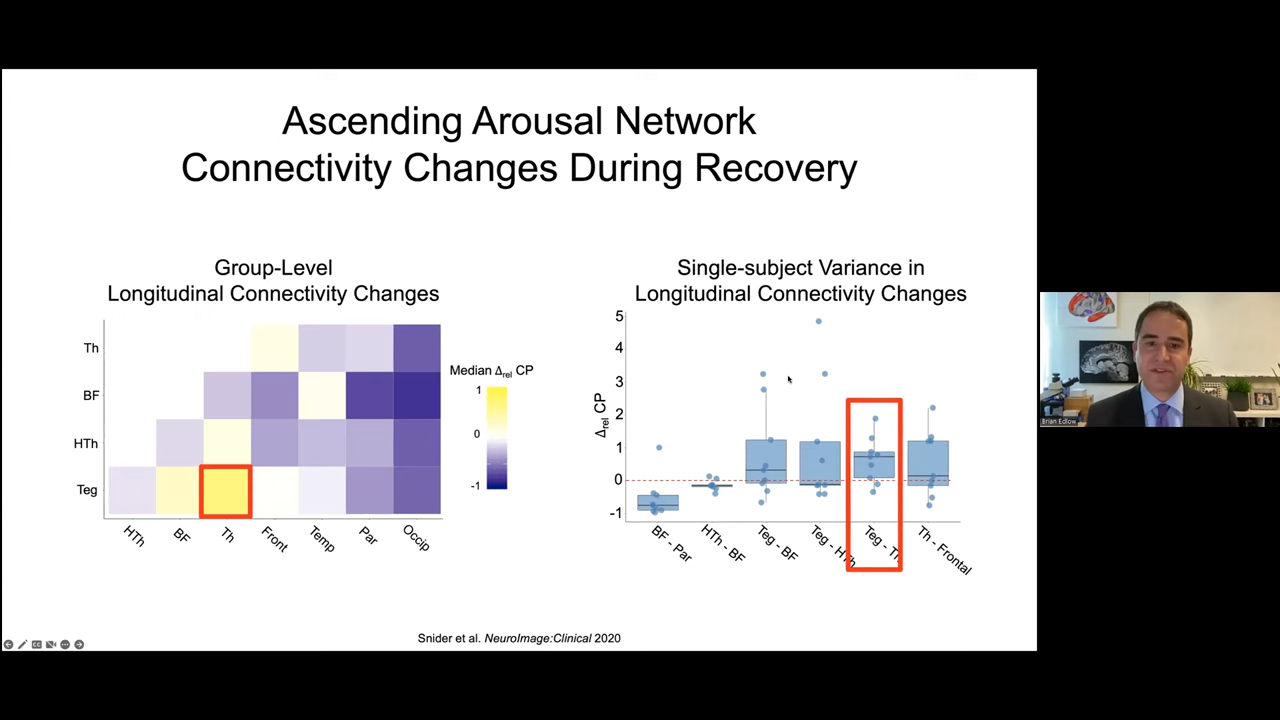 Ascending Arousal Network
Connectivity Changes During Recovery
Group-Level
Longitudinal Connectivity Changes
Th
BF
HTh
Teg
HTh
BF
Th
Front
Temp
Par
Occip
Median Δrel CP
1
0
-1
Single-subject Variance in
Longitudinal Connectivity Changes
Δrel CP
5
4
3
2
1
0
-1
BF - Par
HTh - BF
Teg - BF
Teg - HTh
Teg - Th
Th - Frontal
Snider et al. NeuroImage:Clinical 2020
Brian Edlow